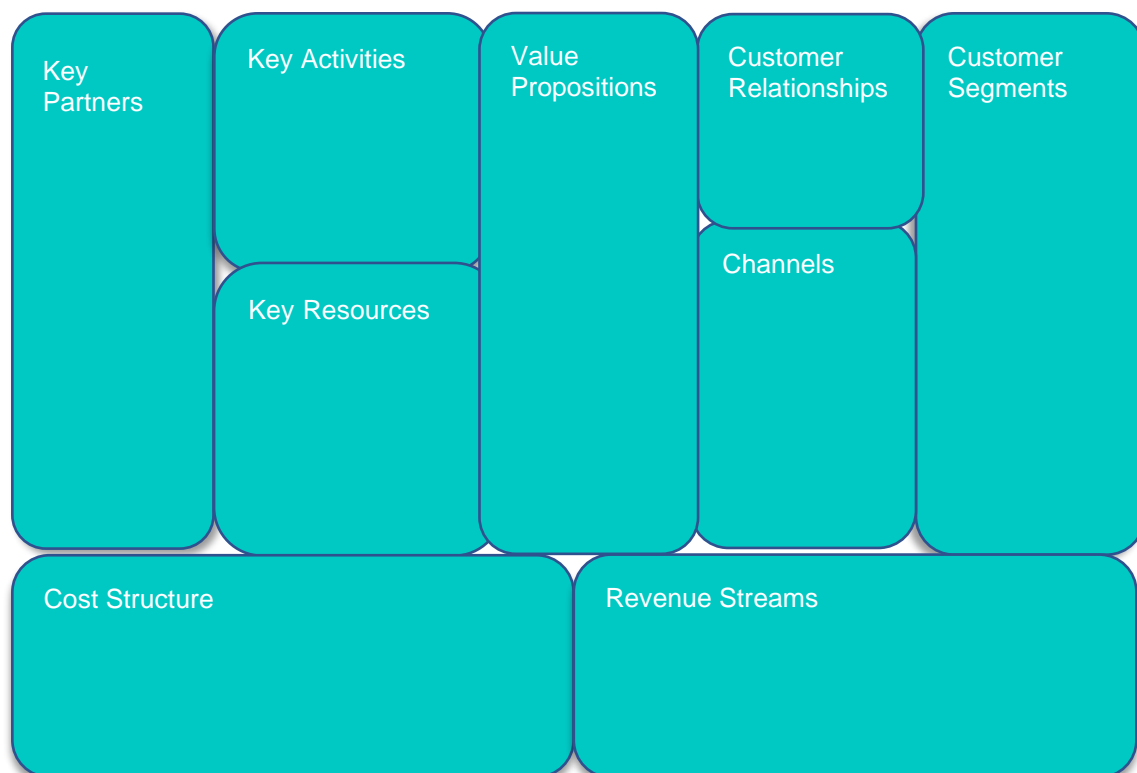 Key
Partners
Key Activities
Key Resources
Value
Propositions
Customer
Relationships
Channels
Customer
Segments
Cost Structure
Revenue Streams